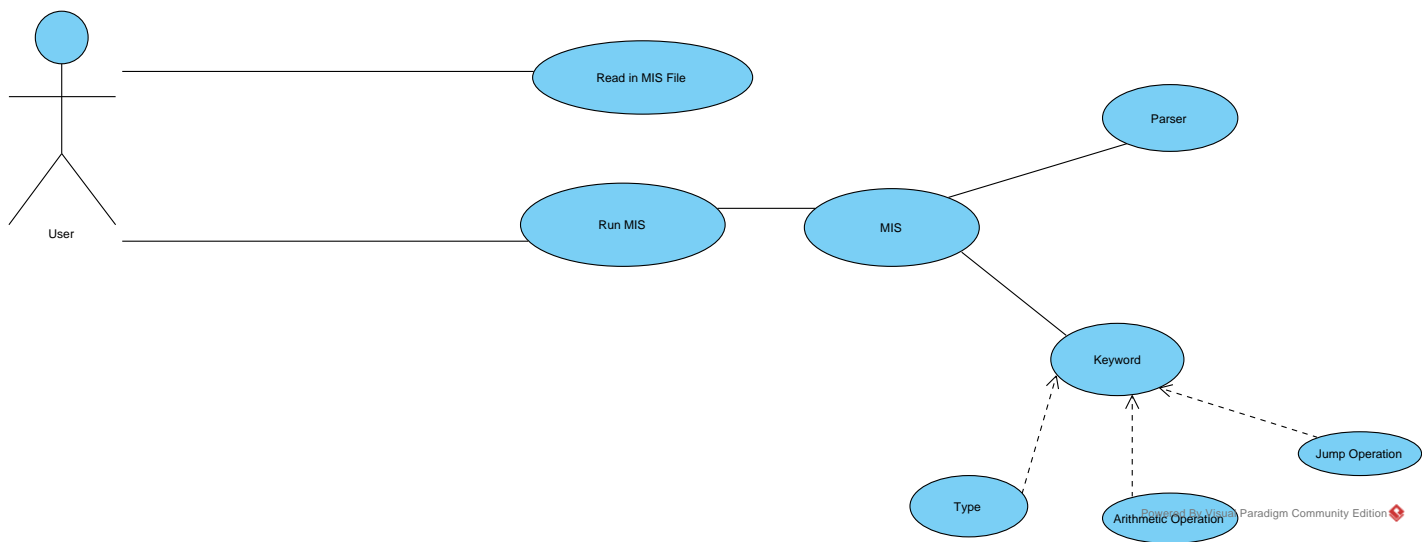 Read in MIS File
Parser
Run MIS
MIS
User
Keyword
Jump Operation
Type
Arithmetic Operation
Powered By Visual Paradigm Community Edition